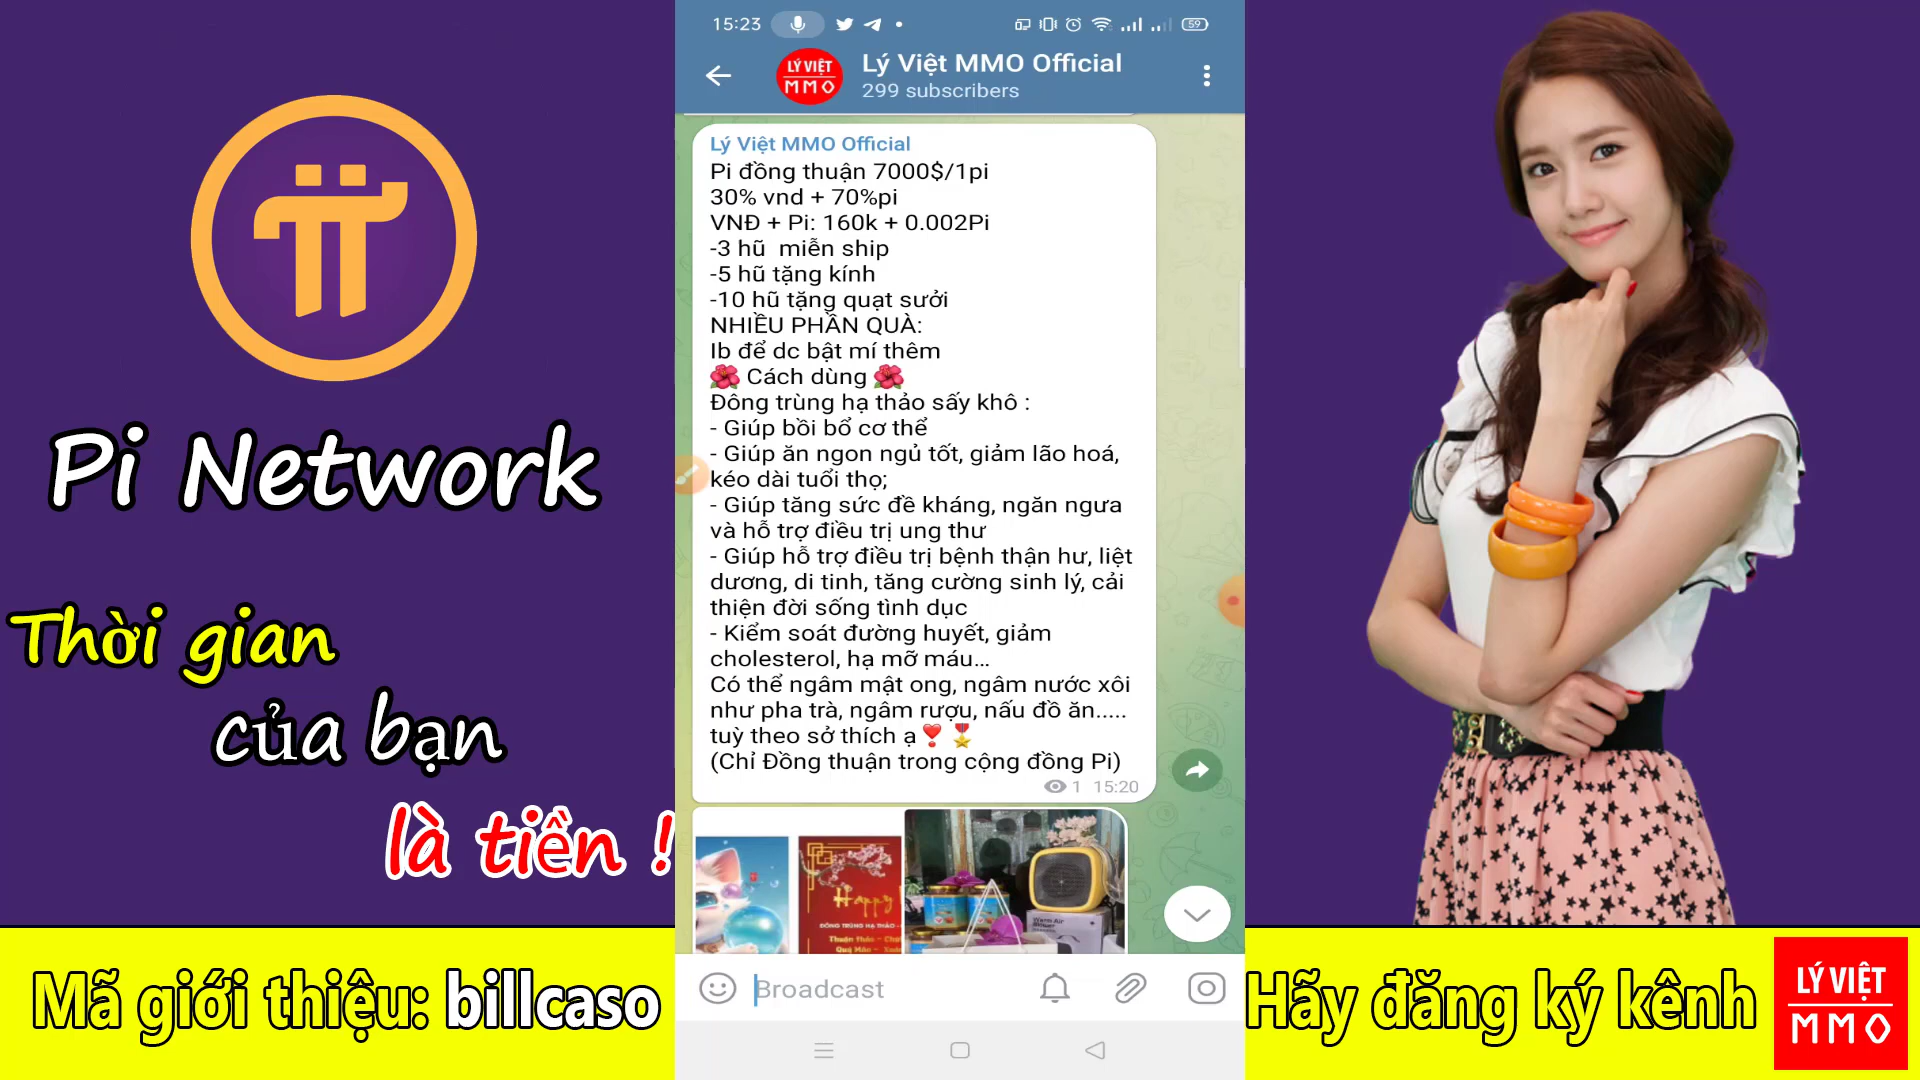 Pi Network
Thời gian
của bạn
là tiền !
Mã giới thiệu: billcaso
15:23
59
LÝ VIỆT
MMO
Lý Việt MMO Official
299 subscribers
Lý Việt MMO Official
Pi đồng thuận 7000$/1pi
30% vnd + 70%pi
VNĐ + Pi: 160k + 0.002Pi
-3 hũ  miễn ship
-5 hũ tặng kính
-10 hũ tặng quạt sưởi
NHIỀU PHẦN QUÀ:
Ib để dc bật mí thêm
🌺 Cách dùng 🌺
Đông trùng hạ thảo sấy khô :
- Giúp bồi bổ cơ thể
- Giúp ăn ngon ngủ tốt, giảm lão hoá,
kéo dài tuổi thọ;
- Giúp tăng sức đề kháng, ngăn ngưa
và hỗ trợ điều trị ung thư
- Giúp hỗ trợ điều trị bệnh thận hư, liệt
dương, di tinh, tăng cường sinh lý, cải
thiện đời sống tình dục
- Kiểm soát đường huyết, giảm
cholesterol, hạ mỡ máu...
Có thể ngâm mật ong, ngâm nước xôi
như pha trà, ngâm rượu, nấu đồ ăn.....
tuỳ theo sở thích ạ❣️🎖️
(Chỉ Đồng thuận trong cộng đồng Pi)
1 15:20
Happy
ĐÔNG TRÙNG HẠ THẢO
Warm Air
Broadcast
Hãy đăng ký kênh
LÝ VIỆT
MMO